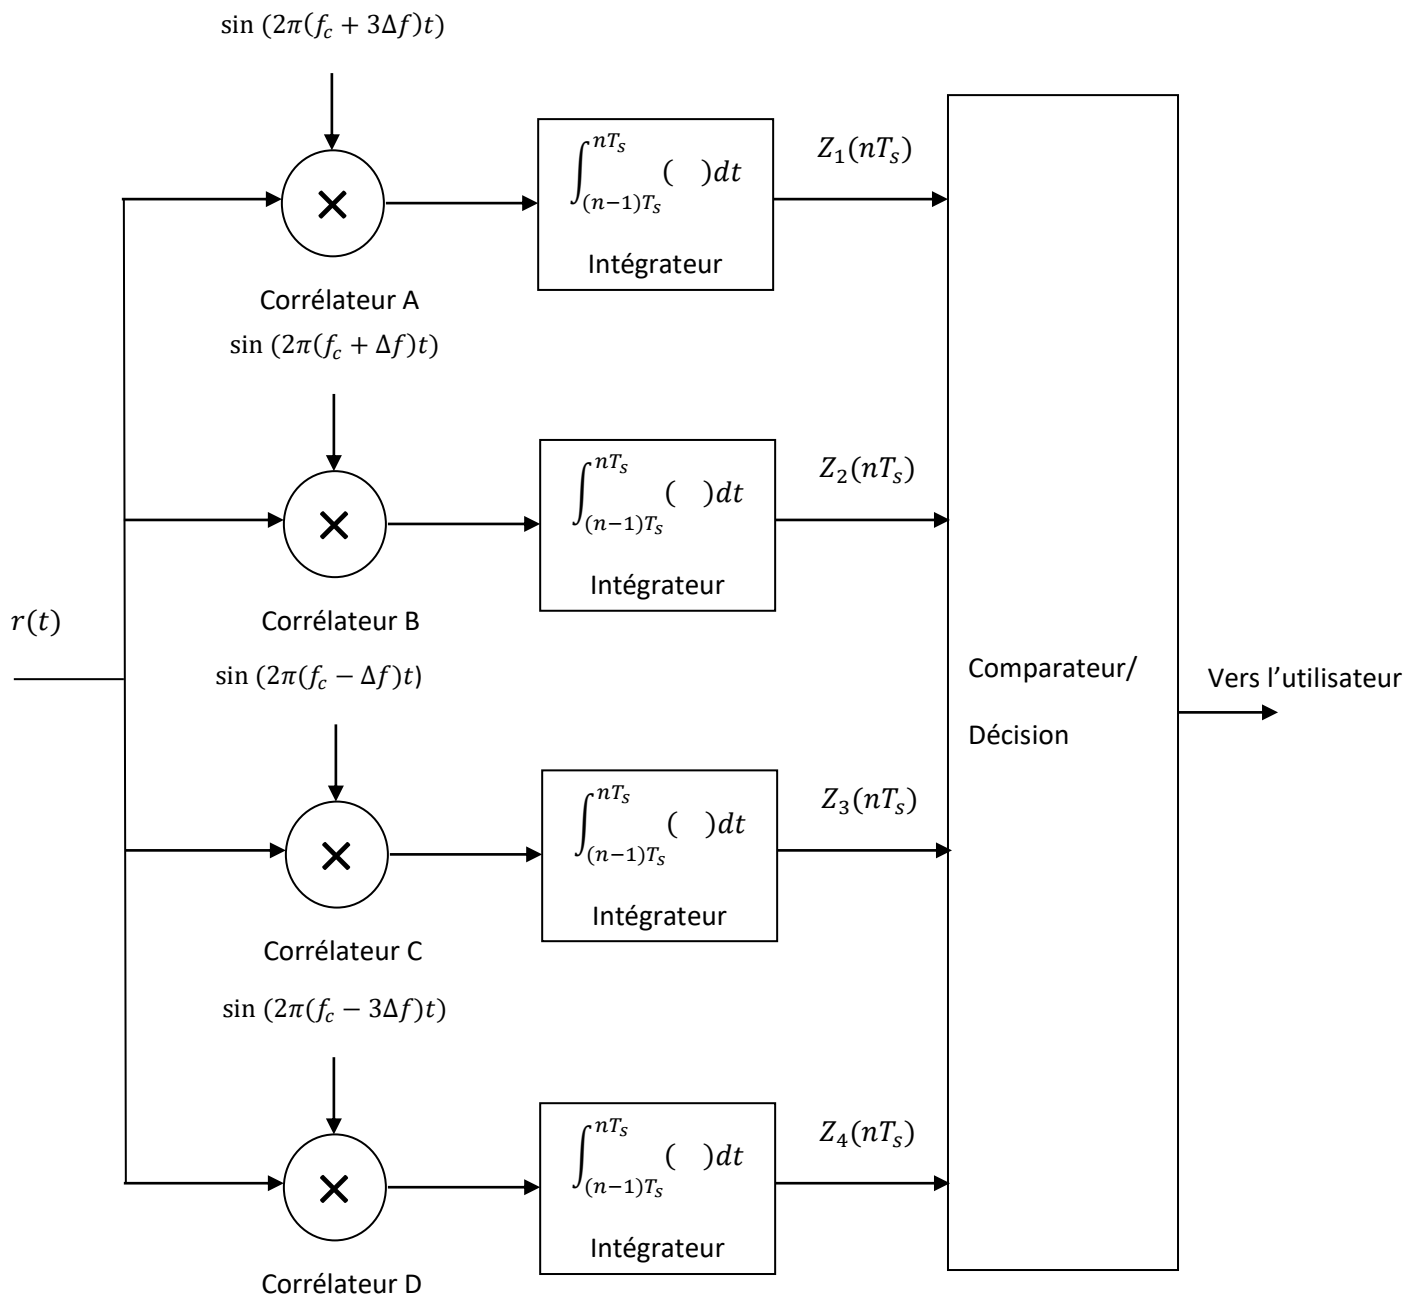 sin (2π(f_c + 3Δf)t)
∫_{(n−1)T_s}^{nT_s} (   )dt
Z_1(nT_s)
Intégrateur
Corrélateur A
sin (2π(f_c + Δf)t)
∫_{(n−1)T_s}^{nT_s} (   )dt
Z_2(nT_s)
Intégrateur
Corrélateur B
r(t)
sin (2π(f_c − Δf)t)
Comparateur/
Décision
Vers l’utilisateur
∫_{(n−1)T_s}^{nT_s} (   )dt
Z_3(nT_s)
Intégrateur
Corrélateur C
sin (2π(f_c − 3Δf)t)
∫_{(n−1)T_s}^{nT_s} (   )dt
Z_4(nT_s)
Intégrateur
Corrélateur D